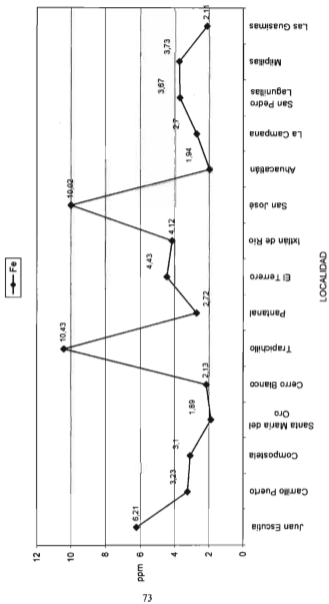 Fe
12
10
8
6
4
2
0
ppm
6,21
3,23
3,1
1,89
2,13
10,43
2,72
4,43
4,12
10,02
1,94
2,7
3,67
3,73
2,11
Juan Escutia
Carrillo Puerto
Compostela
Santa María del
Oro
Cerro Blanco
Trapichillo
Pantanal
El Terrero
Ixtlán de Río
San José
Ahuacatlán
La Campana
San Pedro
Lagunillas
Milpillas
Las Guasimas
LOCALIDAD
73